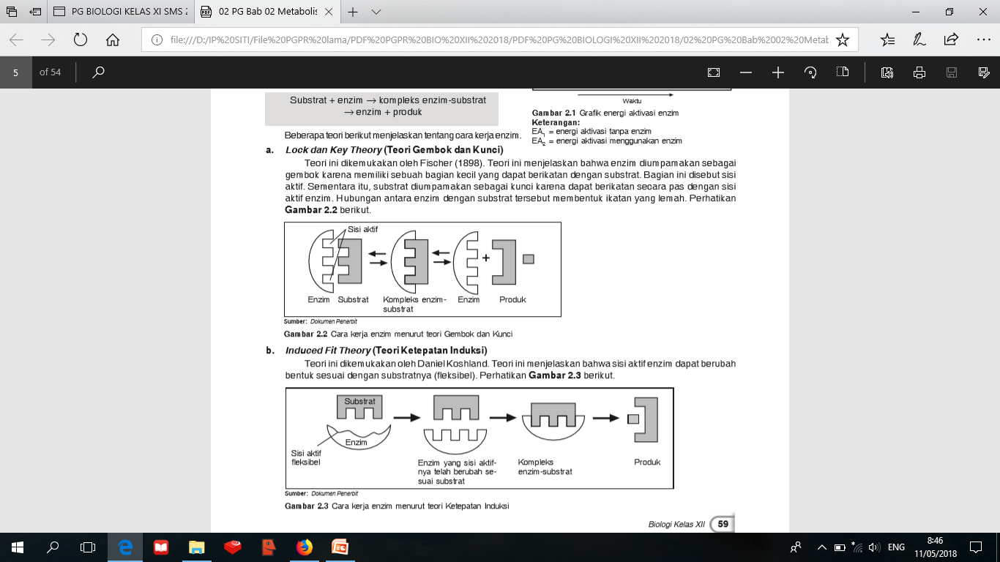 PG BIOLOGI KELAS XI SMS 2
02 PG Bab 02 Metabolis
file:///D:/IP%20SITI/File%20PGPR%20lama/PDF%20PGPR%20BIO%20XII%202018/PDF%20PG%20BIOLOGI%20XII%202018/02%20PG%20Bab%2002%20Metab
5 of 54
Substrat + enzim → kompleks enzim-substrat
→ enzim + produk
Waktu
Gambar 2.1 Grafik energi aktivasi enzim
Keterangan:
EA1 = energi aktivasi tanpa enzim
EA2 = energi aktivasi menggunakan enzim
Beberapa teori berikut menjelaskan tentang cara kerja enzim.
a. Lock dan Key Theory (Teori Gembok dan Kunci)
Teori ini dikemukakan oleh Fischer (1898). Teori ini menjelaskan bahwa enzim diumpamakan sebagai
gembok karena memiliki sebuah bagian kecil yang dapat berikatan dengan substrat. Bagian ini disebut sisi
aktif. Sementara itu, substrat diumpamakan sebagai kunci karena dapat berikatan secara pas dengan sisi
aktif enzim. Hubungan antara enzim dengan substrat tersebut membentuk ikatan yang lemah. Perhatikan
Gambar 2.2 berikut.
Sisi aktif
+
Enzim Substrat Kompleks enzim- Enzim Produk
substrat
Sumber: Dokumen Penerbit
Gambar 2.2 Cara kerja enzim menurut teori Gembok dan Kunci
b. Induced Fit Theory (Teori Ketepatan Induksi)
Teori ini dikemukakan oleh Daniel Koshland. Teori ini menjelaskan bahwa sisi aktif enzim dapat berubah
bentuk sesuai dengan substratnya (fleksibel). Perhatikan Gambar 2.3 berikut.
Substrat
Enzim
Sisi aktif
fleksibel
Enzim yang sisi aktif-
nya telah berubah se-
suai substrat
Kompleks
enzim-substrat
Produk
Sumber: Dokumen Penerbit
Gambar 2.3 Cara kerja enzim menurut teori Ketepatan Induksi
Biologi Kelas XII 59
ENG
8:46
11/05/2018